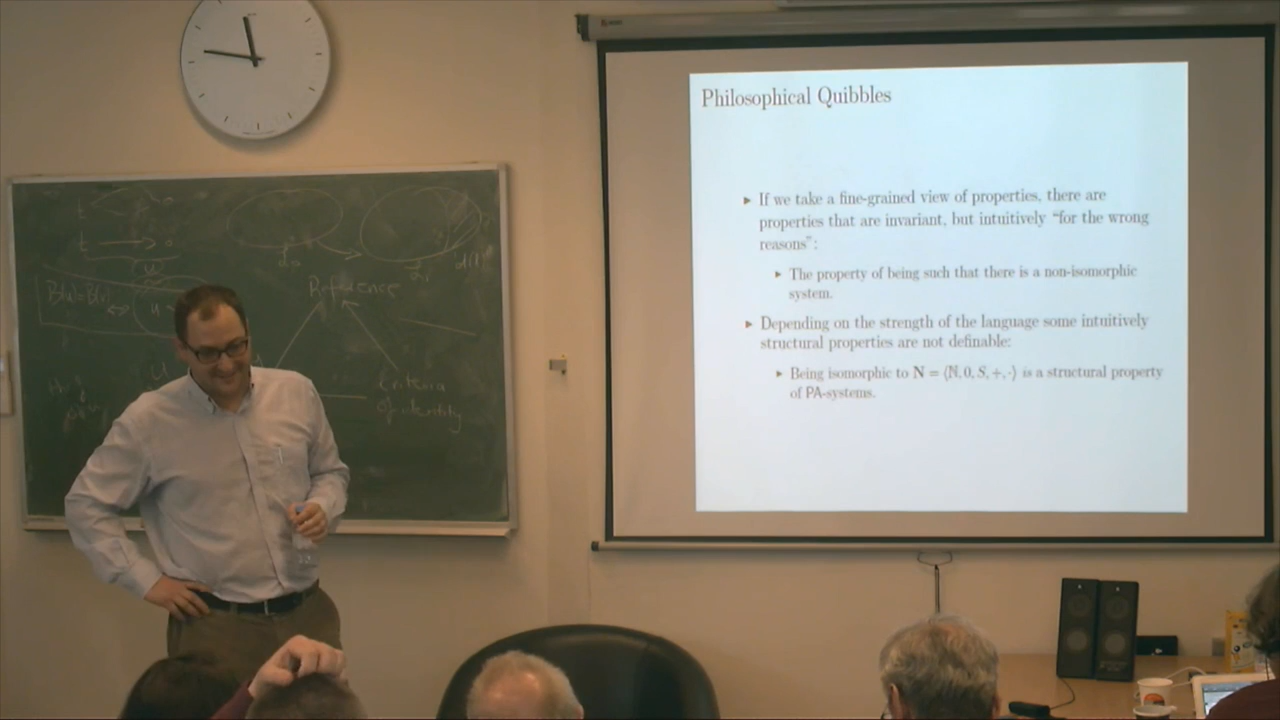 Philosophical Quibbles
▸ If we take a fine-grained view of properties, there are
properties that are invariant, but intuitively “for the wrong
reasons”:
▸ The property of being such that there is a non-isomorphic
system.
▸ Depending on the strength of the language some intuitively
structural properties are not definable:
▸ Being isomorphic to N = ⟨ℕ, 0, S, +, ·⟩ is a structural property
of PA-systems.
Reference
Criteria
of identity